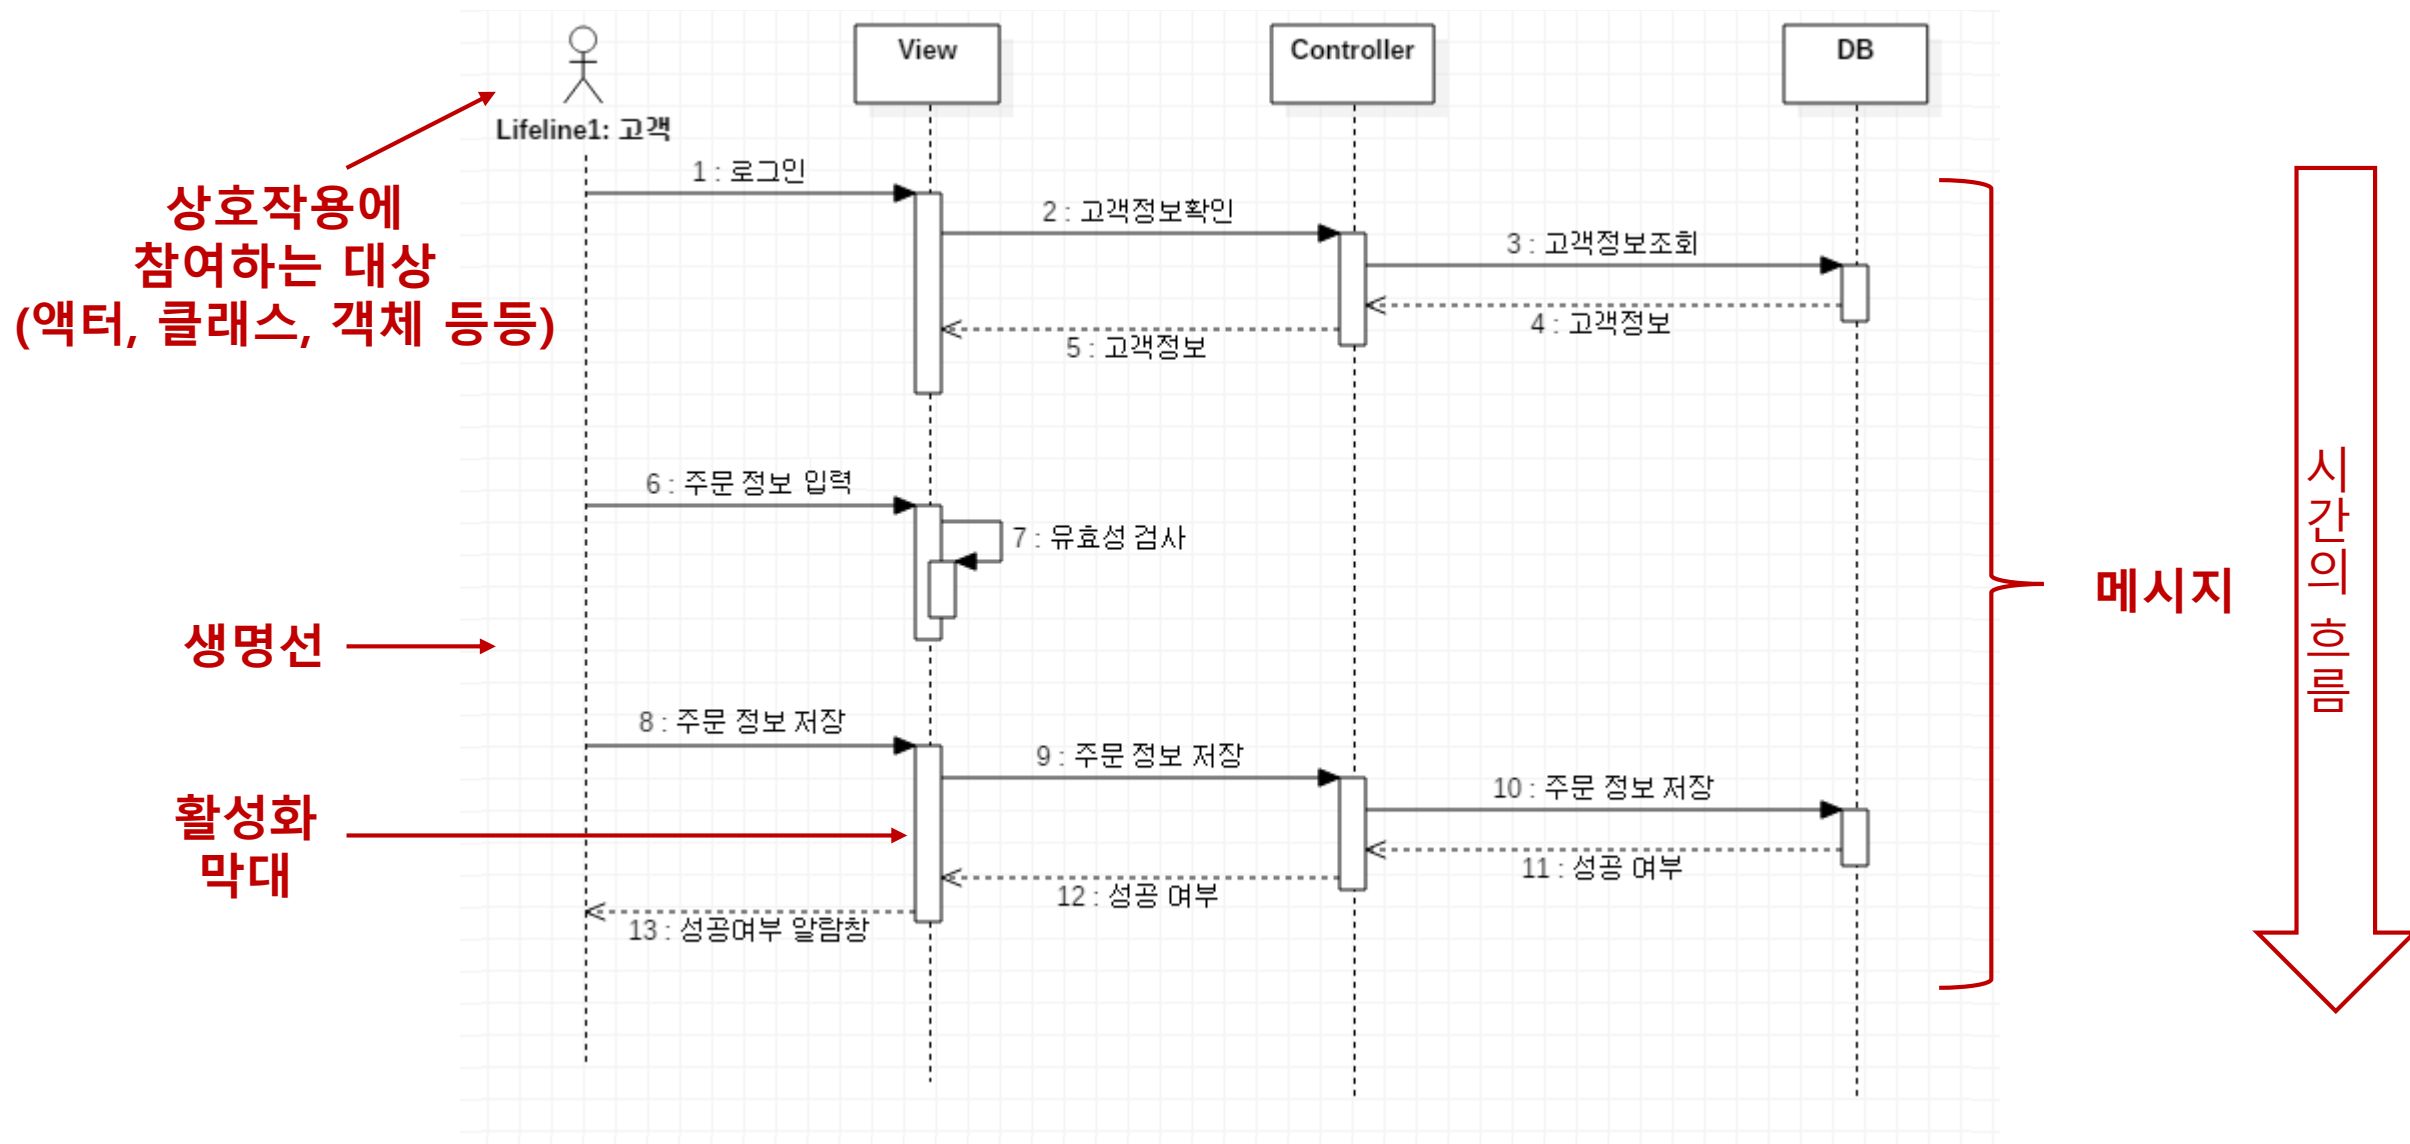 View
Controller
DB
Lifeline1: 고객
상호작용에
참여하는 대상
(액터, 클래스, 객체 등등)
1 : 로그인
2 : 고객정보확인
3 : 고객정보조회
4 : 고객정보
5 : 고객정보
6 : 주문 정보 입력
7 : 유효성 검사
생명선
8 : 주문 정보 저장
9 : 주문 정보 저장
10 : 주문 정보 저장
활성화
막대
11 : 성공 여부
12 : 성공 여부
13 : 성공여부 알람창
메시지
시간의 흐름